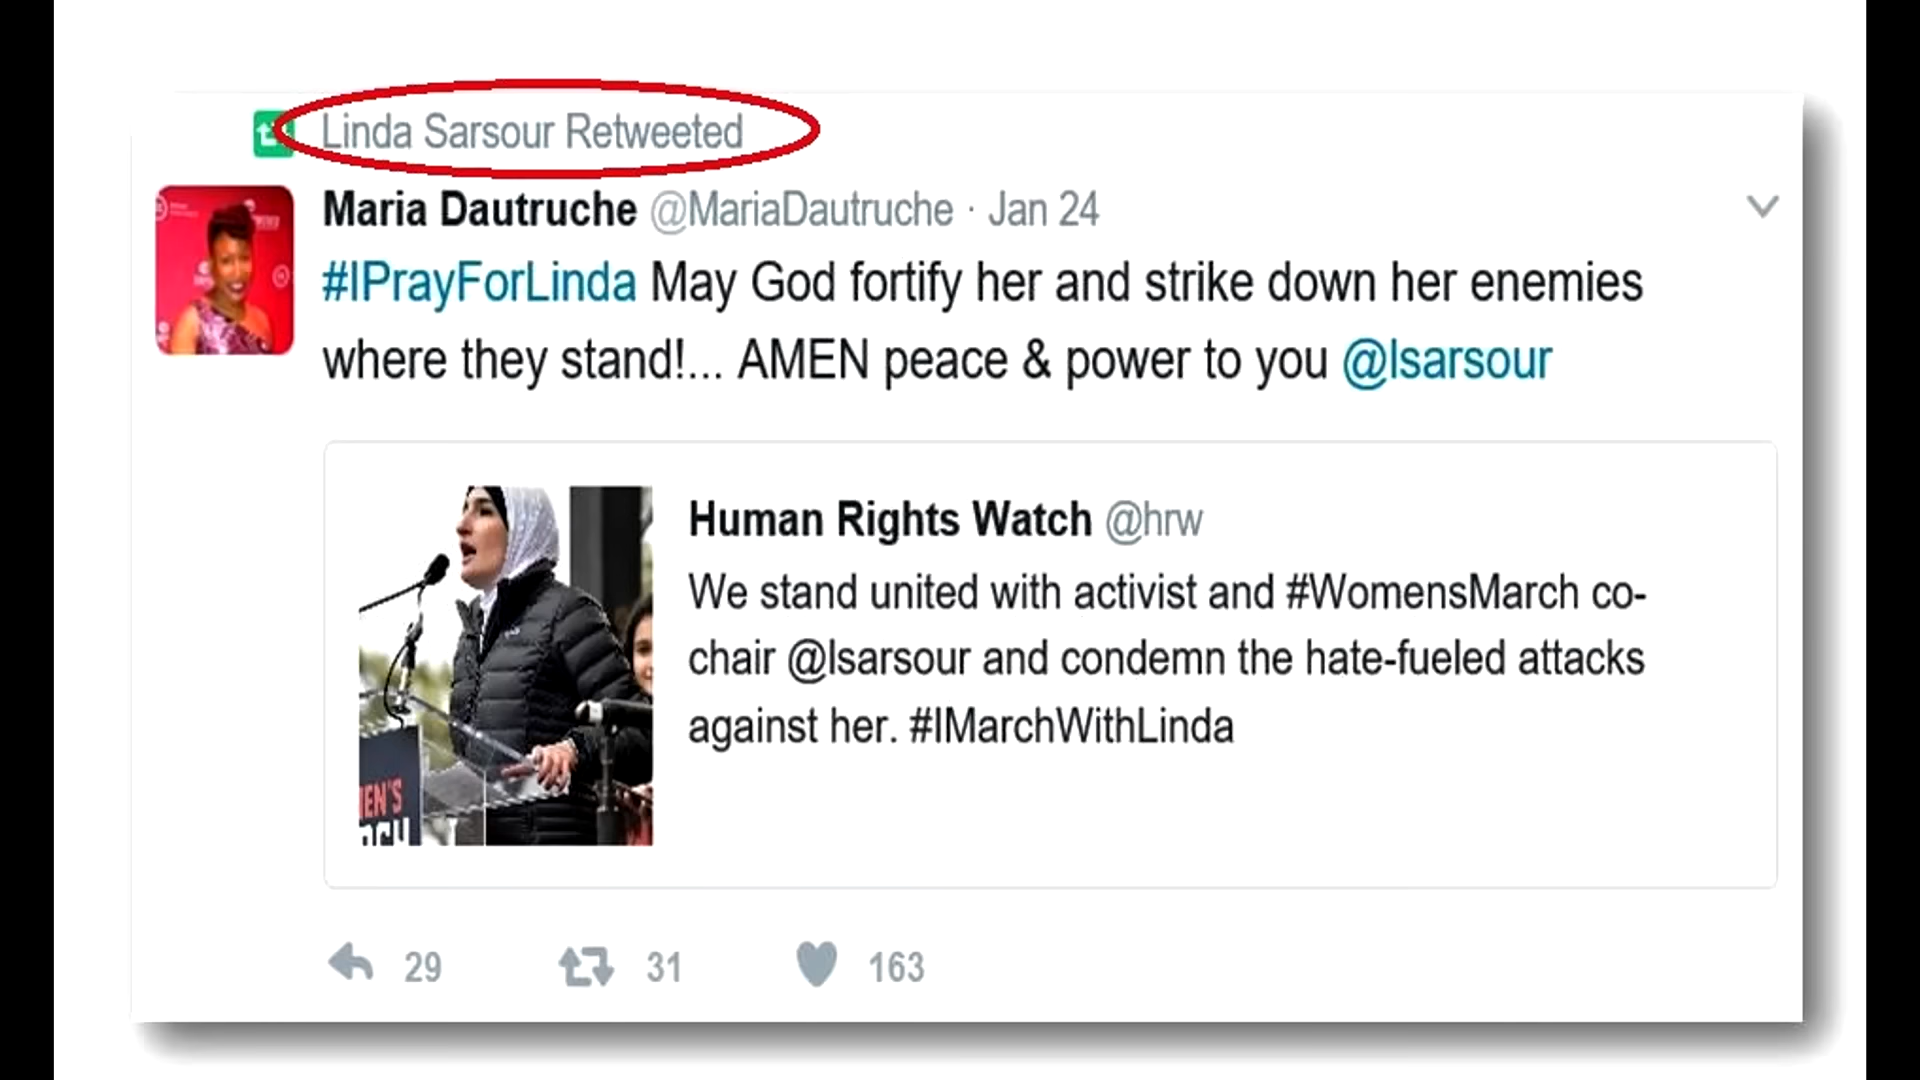 Linda Sarsour Retweeted
Maria Dautruche @MariaDautruche · Jan 24
#IPrayForLinda May God fortify her and strike down her enemies
where they stand!... AMEN peace & power to you @lsarsour
Human Rights Watch @hrw
We stand united with activist and #WomensMarch co-
chair @lsarsour and condemn the hate-fueled attacks
against her. #IMarchWithLinda
EN'S
29 31 163